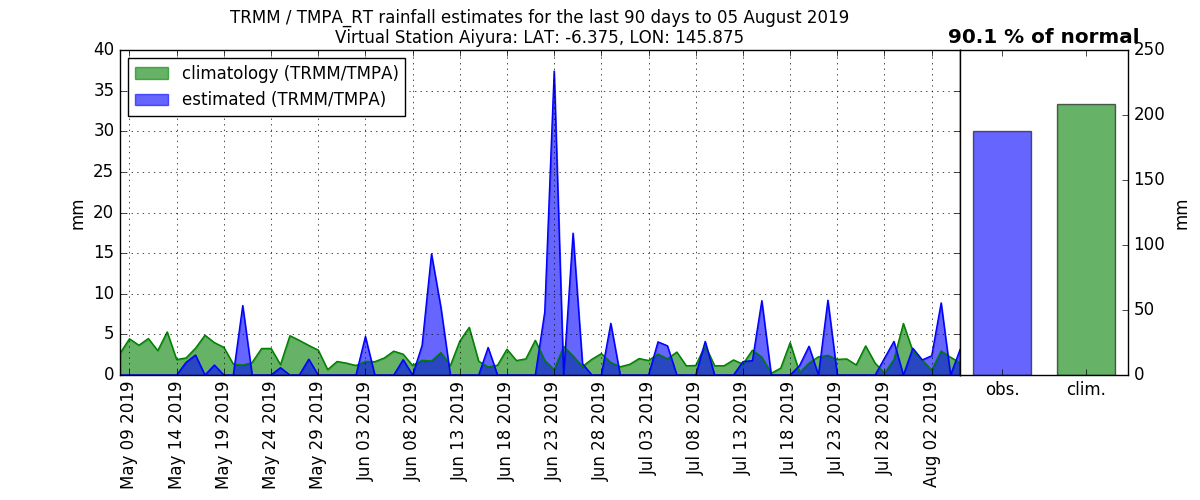 TRMM / TMPA_RT rainfall estimates for the last 90 days to 05 August 2019
Virtual Station Aiyura: LAT: -6.375, LON: 145.875
90.1 % of normal
climatology (TRMM/TMPA)
estimated (TRMM/TMPA)
mm
40
35
30
25
20
15
10
5
0
May 09 2019
May 14 2019
May 19 2019
May 24 2019
May 29 2019
Jun 03 2019
Jun 08 2019
Jun 13 2019
Jun 18 2019
Jun 23 2019
Jun 28 2019
Jul 03 2019
Jul 08 2019
Jul 13 2019
Jul 18 2019
Jul 23 2019
Jul 28 2019
Aug 02 2019
obs.
clim.
250
200
150
100
50
0
mm